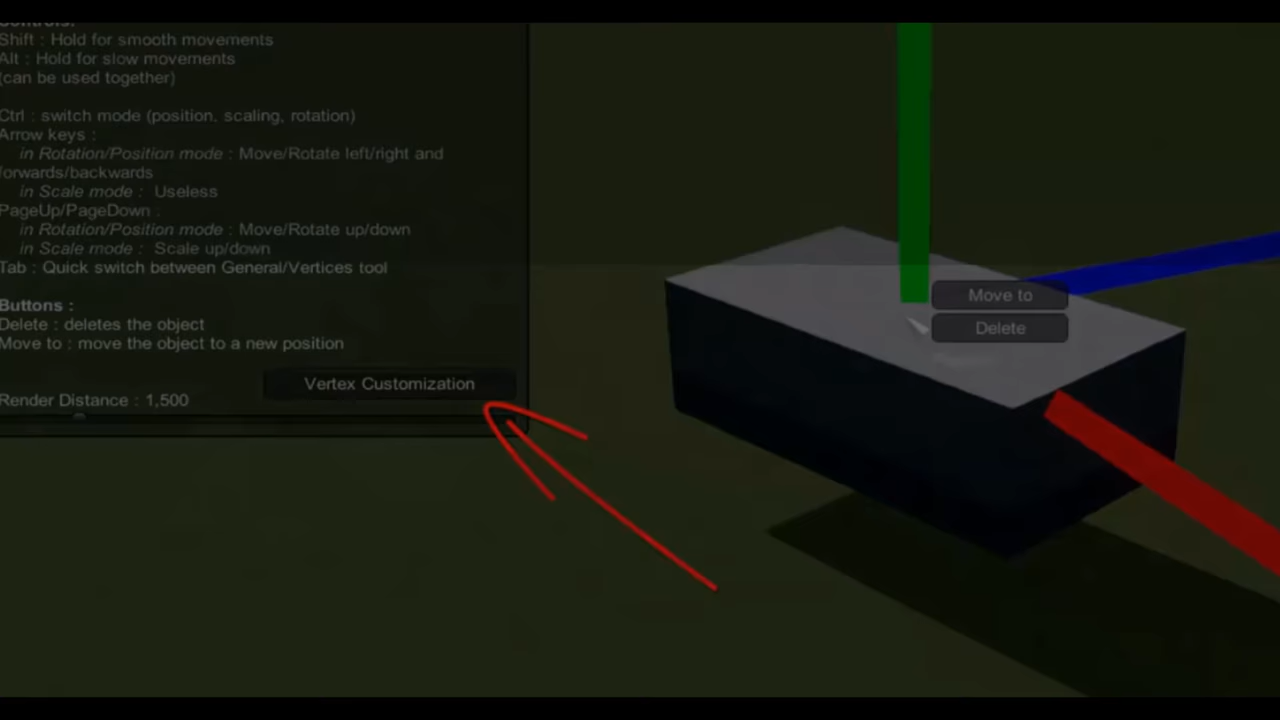 Controls:
Shift : Hold for smooth movements
Alt : Hold for slow movements
(can be used together)
Ctrl : switch mode (position, scaling, rotation)
Arrow keys :
in Rotation/Position mode : Move/Rotate left/right and
forwards/backwards
in Scale mode : Useless
PageUp/PageDown :
in Rotation/Position mode : Move/Rotate up/down
in Scale mode : Scale up/down
Tab : Quick switch between General/Vertices tool
Buttons :
Delete : deletes the object
Move to : move the object to a new position
Vertex Customization
Render Distance : 1,500
Move to
Delete